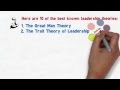 Here are 10 of the best known leadership theories:
1. The Great Man Theory
2. The Trait Theory of Leadership